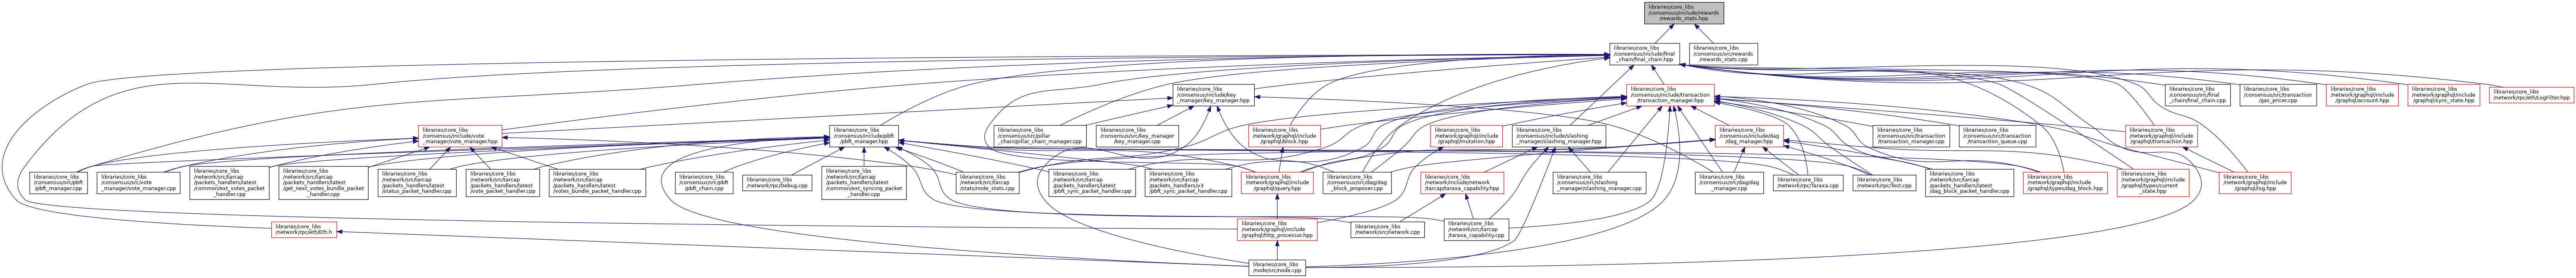 libraries/core_libs
/consensus/include/rewards
/rewards_stats.hpp
libraries/core_libs
/consensus/include/final
_chain/final_chain.hpp
libraries/core_libs
/consensus/src/rewards
/rewards_stats.cpp
libraries/core_libs
/consensus/include/key
_manager/key_manager.hpp
libraries/core_libs
/consensus/include/transaction
/transaction_manager.hpp
libraries/core_libs
/consensus/src/final
_chain/final_chain.cpp
libraries/core_libs
/consensus/src/transaction
/gas_pricer.cpp
libraries/core_libs
/network/graphql/include
/graphql/account.hpp
libraries/core_libs
/network/graphql/include
/graphql/sync_state.hpp
libraries/core_libs
/network/rpc/eth/LogFilter.hpp
libraries/core_libs
/consensus/include/vote
_manager/vote_manager.hpp
libraries/core_libs
/consensus/include/pbft
/pbft_manager.hpp
libraries/core_libs
/consensus/src/pillar
_chain/pillar_chain_manager.cpp
libraries/core_libs
/consensus/src/key_manager
/key_manager.cpp
libraries/core_libs
/network/graphql/include
/graphql/block.hpp
libraries/core_libs
/network/graphql/include
/graphql/mutation.hpp
libraries/core_libs
/consensus/include/slashing
_manager/slashing_manager.hpp
libraries/core_libs
/consensus/include/dag
/dag_manager.hpp
libraries/core_libs
/consensus/src/transaction
/transaction_manager.cpp
libraries/core_libs
/consensus/src/transaction
/transaction_queue.cpp
libraries/core_libs
/network/graphql/include
/graphql/transaction.hpp
libraries/core_libs
/consensus/src/pbft
/pbft_manager.cpp
libraries/core_libs
/consensus/src/vote
_manager/vote_manager.cpp
libraries/core_libs
/network/src/tarcap
/packets_handlers/latest
/common/ext_votes_packet
_handler.cpp
libraries/core_libs
/network/src/tarcap
/packets_handlers/latest
/get_next_votes_bundle_packet
_handler.cpp
libraries/core_libs
/network/src/tarcap
/packets_handlers/latest
/status_packet_handler.cpp
libraries/core_libs
/network/src/tarcap
/packets_handlers/latest
/vote_packet_handler.cpp
libraries/core_libs
/network/src/tarcap
/packets_handlers/latest
/votes_bundle_packet_handler.cpp
libraries/core_libs
/consensus/src/pbft
/pbft_chain.cpp
libraries/core_libs
/network/rpc/Debug.cpp
libraries/core_libs
/network/src/tarcap
/packets_handlers/latest
/common/ext_syncing_packet
_handler.cpp
libraries/core_libs
/network/src/tarcap
/stats/node_stats.cpp
libraries/core_libs
/network/src/tarcap
/packets_handlers/latest
/pbft_sync_packet_handler.cpp
libraries/core_libs
/network/src/tarcap
/packets_handlers/v3
/pbft_sync_packet_handler.cpp
libraries/core_libs
/network/graphql/include
/graphql/query.hpp
libraries/core_libs
/consensus/src/dag/dag
_block_proposer.cpp
libraries/core_libs
/network/include/network
/tarcap/taraxa_capability.hpp
libraries/core_libs
/consensus/src/slashing
_manager/slashing_manager.cpp
libraries/core_libs
/consensus/src/dag/dag
_manager.cpp
libraries/core_libs
/network/rpc/Taraxa.cpp
libraries/core_libs
/network/rpc/Test.cpp
libraries/core_libs
/network/src/tarcap
/packets_handlers/latest
/dag_block_packet_handler.cpp
libraries/core_libs
/network/graphql/include
/graphql/types/dag_block.hpp
libraries/core_libs
/network/graphql/include
/graphql/types/current
_state.hpp
libraries/core_libs
/network/graphql/include
/graphql/log.hpp
libraries/core_libs
/network/rpc/eth/Eth.h
libraries/core_libs
/network/graphql/include
/graphql/http_processor.hpp
libraries/core_libs
/network/src/network.cpp
libraries/core_libs
/network/src/tarcap
/taraxa_capability.cpp
libraries/core_libs
/node/src/node.cpp